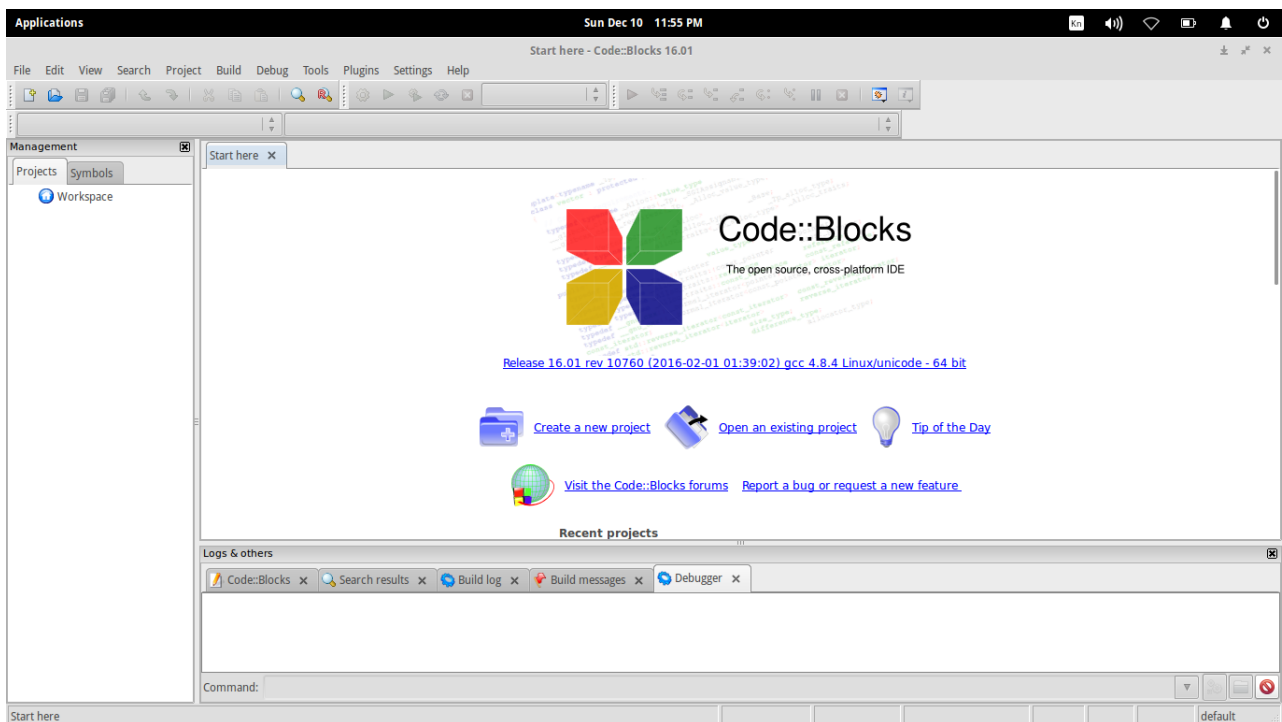 Applications
Sun Dec 10 11:55 PM
Kn
Start here - Code::Blocks 16.01
File Edit View Search Project Build Debug Tools Plugins Settings Help
Management
Projects Symbols
Workspace
Start here
Code::Blocks
The open source, cross-platform IDE
Release 16.01 rev 10760 (2016-02-01 01:39:02) gcc 4.8.4 Linux/unicode - 64 bit
Create a new project Open an existing project Tip of the Day
Visit the Code::Blocks forums Report a bug or request a new feature
Recent projects
Logs & others
Code::Blocks Search results Build log Build messages Debugger
Command:
Start here default